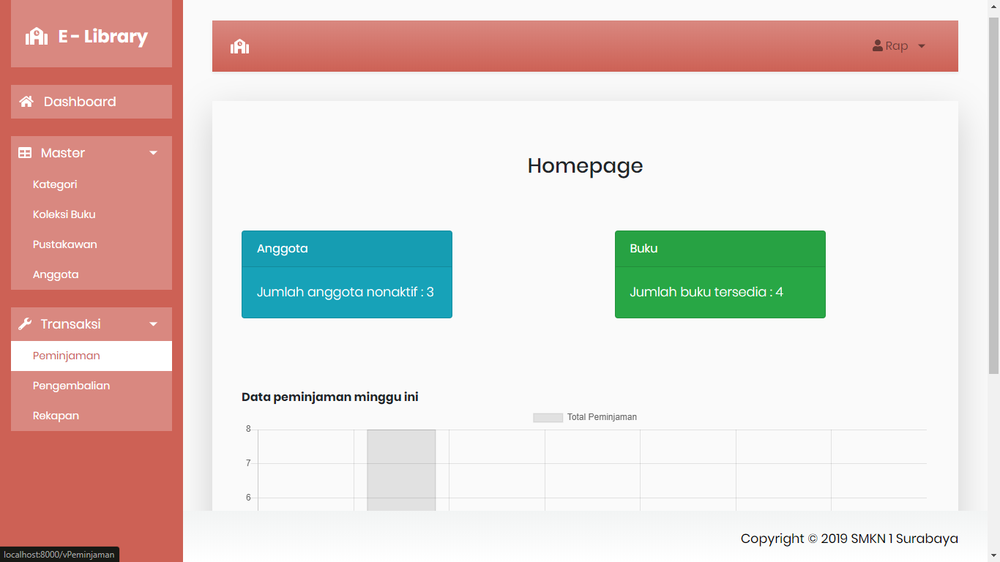 E - Library
Dashboard
Master
Kategori
Koleksi Buku
Pustakawan
Anggota
Transaksi
Peminjaman
Pengembalian
Rekapan
Rap
Homepage
Anggota
Jumlah anggota nonaktif : 3
Buku
Jumlah buku tersedia : 4
Data peminjaman minggu ini
Total Peminjaman
8
7
6
Copyright © 2019 SMKN 1 Surabaya
localhost:8000/vPeminjaman